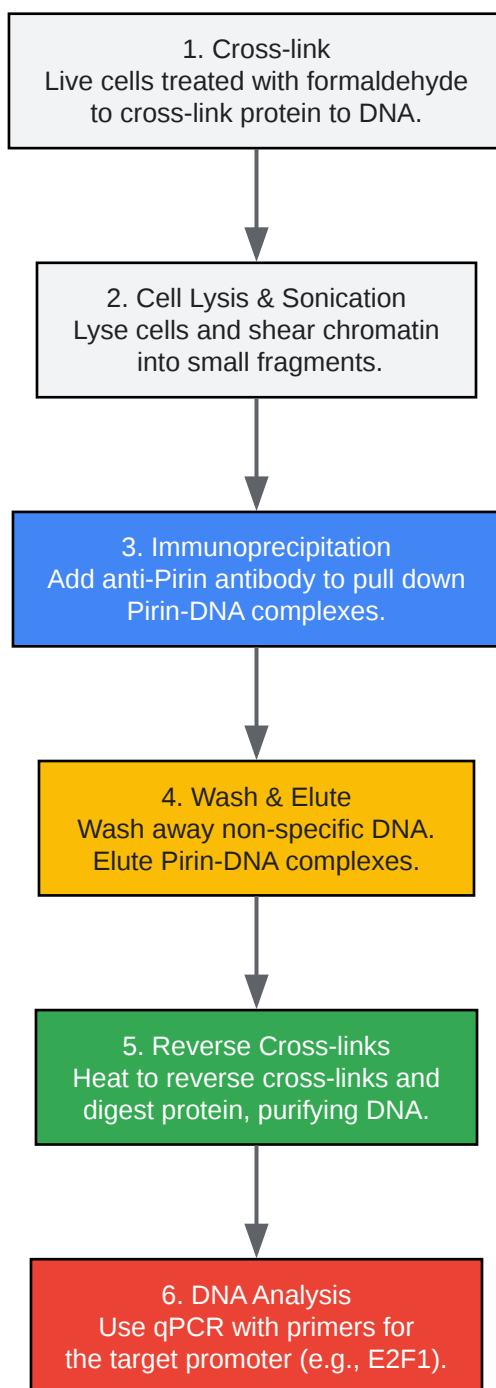 1. Cross-link
Live cells treated with formaldehyde
to cross-link protein to DNA.
2. Cell Lysis & Sonication
Lyse cells and shear chromatin
into small fragments.
3. Immunoprecipitation
Add anti-Pirin antibody to pull down
Pirin-DNA complexes.
4. Wash & Elute
Wash away non-specific DNA.
Elute Pirin-DNA complexes.
5. Reverse Cross-links
Heat to reverse cross-links and
digest protein, purifying DNA.
6. DNA Analysis
Use qPCR with primers for
the target promoter (e.g., E2F1).